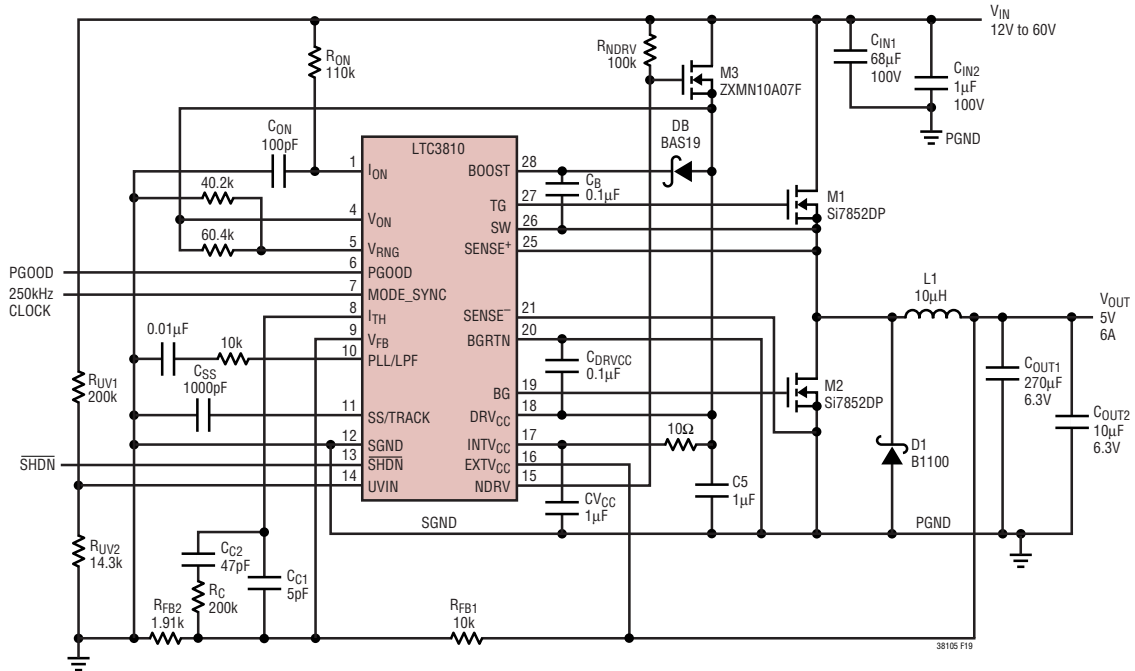 V_IN
12V to 60V
R_ON
110k
R_NDRV
100k
C_IN1
68µF
100V
C_IN2
1µF
100V
M3
ZXMN10A07F
PGND
C_ON
100pF
LTC3810
DB
BAS19
1
I_ON
BOOST
28
40.2k
C_B
0.1µF
TG
27
M1
Si7852DP
4
V_ON
SW
26
60.4k
5
V_RNG
SENSE+
25
PGOOD
6
PGOOD
250kHz
CLOCK
7
MODE_SYNC
L1
10µH
V_OUT
5V
6A
8
I_TH
SENSE–
21
0.01µF
10k
9
V_FB
BGRTN
20
10
PLL/LPF
C_DRVCC
0.1µF
C_SS
1000pF
C_OUT1
270µF
6.3V
R_UV1
200k
BG
19
M2
Si7852DP
C_OUT2
10µF
6.3V
11
SS/TRACK
DRV_CC
18
12
SGND
INTV_CC
17
10Ω
D1
B1100
SHDN
13
SHDN
EXTV_CC
16
14
UVIN
NDRV
15
C5
1µF
CV_CC
1µF
SGND
PGND
R_UV2
14.3k
C_C2
47pF
C_C1
5pF
R_C
200k
R_FB2
1.91k
R_FB1
10k
38105 F19